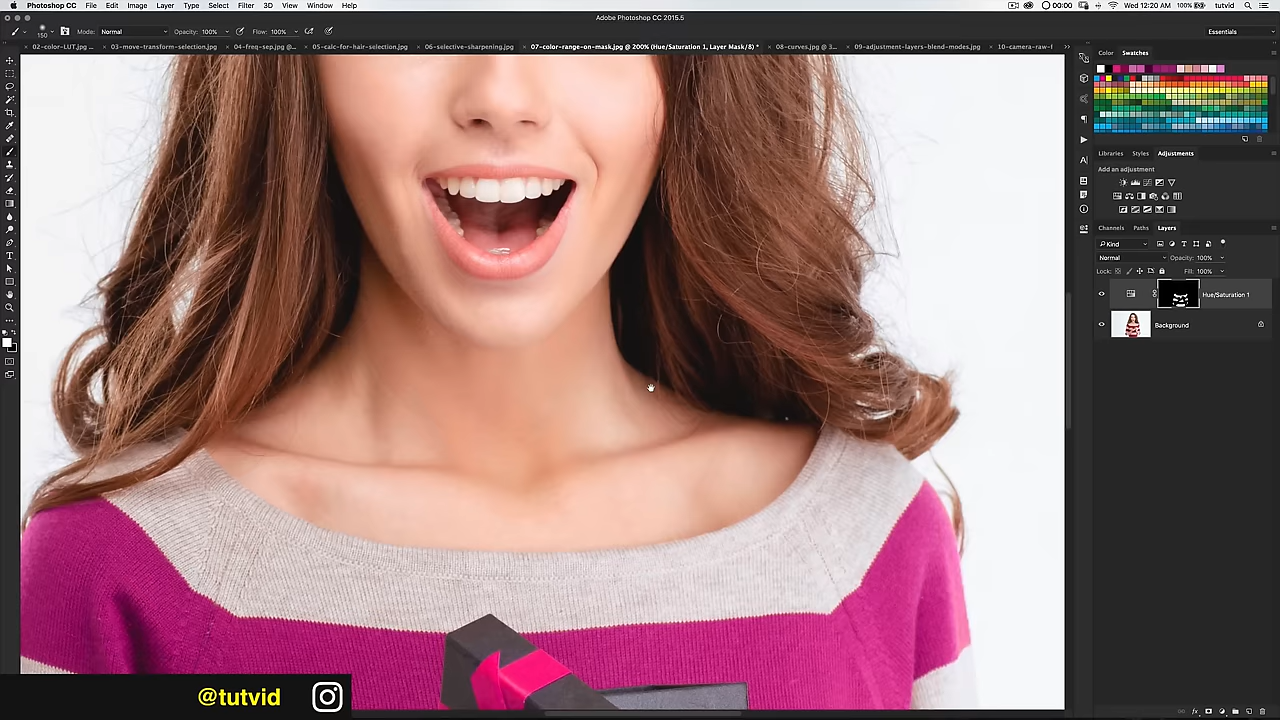 Photoshop CC File Edit Image Layer Type Select Filter 3D View Window Help 00:00 100% Wed 12:20 AM tutvid
Adobe Photoshop CC 2015.5
150 Mode: Normal Opacity: 100% Flow: 100% Essentials
02-color-LUT.jpg ... 03-move-transform-selection.jpg 04-freq-sep.jpg @... 05-calc-for-hair-selection.jpg 06-selective-sharpening.jpg 07-color-range-on-mask.jpg @ 200% (Hue/Saturation 1, Layer Mask/8) * 08-curves.jpg @ 3... 09-adjustment-layers-blend-modes.jpg 10-camera-raw-f
Color Swatches
Libraries Styles Adjustments
Add an adjustment
Channels Paths Layers
Kind
Normal Opacity: 100%
Lock: Fill: 100%
Hue/Saturation 1
Background
@tutvid